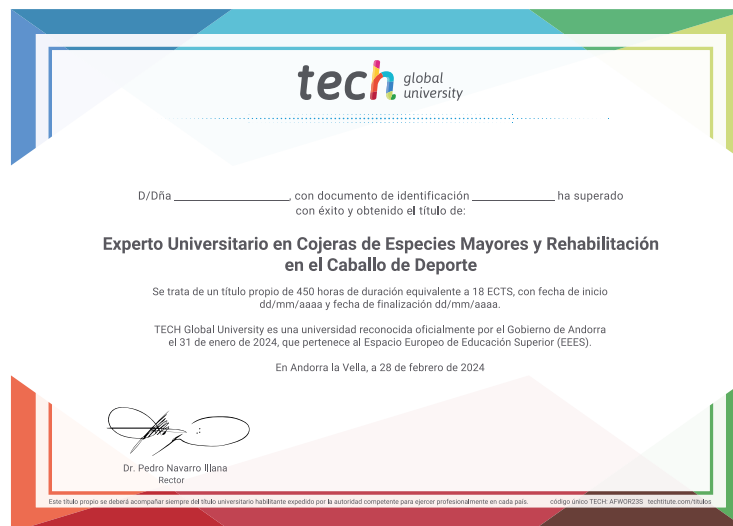 tech global university
D/Dña ______________, con documento de identificación ____________ ha superado
con éxito y obtenido el título de:
Experto Universitario en Cojeras de Especies Mayores y Rehabilitación
en el Caballo de Deporte
Se trata de un título propio de 450 horas de duración equivalente a 18 ECTS, con fecha de inicio
dd/mm/aaaa y fecha de finalización dd/mm/aaaa.
TECH Global University es una universidad reconocida oficialmente por el Gobierno de Andorra
el 31 de enero de 2024, que pertenece al Espacio Europeo de Educación Superior (EEES).
En Andorra la Vella, a 28 de febrero de 2024
Dr. Pedro Navarro Illana
Rector
Este título propio se deberá acompañar siempre del título universitario habilitante expedido por la autoridad competente para ejercer profesionalmente en cada país. código único TECH: AFWOR23S techtitute.com/titulos